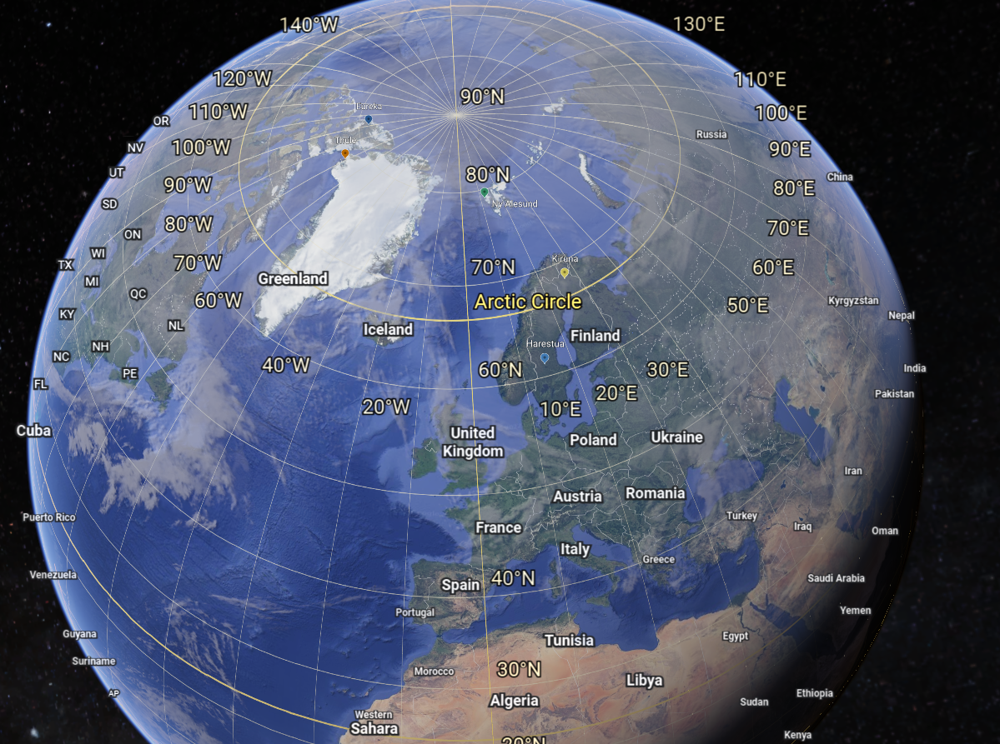 140°W
130°E
120°W
110°E
90°N
Eureka
110°W
100°E
OR
Russia
Thule
NV
100°W
90°E
UT
80°N
China
90°W
80°E
SD
Ny-Alesund
80°W
70°E
ON
WI
TX
Kiruna
70°W
70°N
60°E
Greenland
MI
QC
60°W
Arctic Circle
Kyrgyzstan
50°E
KY
Nepal
NL
Iceland
Finland
NH
Harestua
NC
40°W
60°N
30°E
India
PE
FL
20°E
Pakistan
20°W
10°E
Cuba
United
Kingdom
Poland
Ukraine
Iran
Austria
Romania
Puerto Rico
Turkey
France
Iraq
Oman
Italy
Greece
Venezuela
Spain
40°N
Saudi Arabia
Portugal
Yemen
Guyana
Tunisia
Egypt
Suriname
Morocco
30°N
Libya
AP
Ethiopia
Algeria
Sudan
Western
Sahara
Kenya
20°N